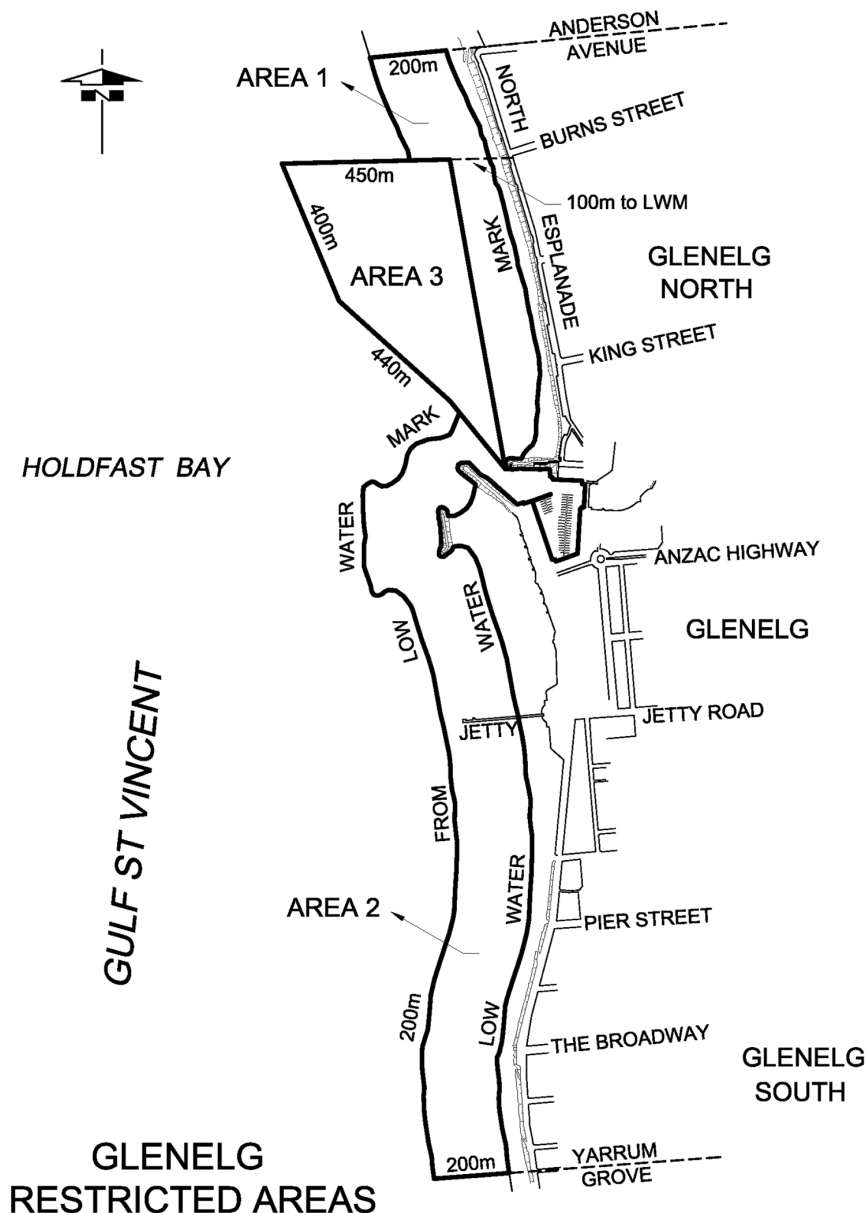 ANDERSON
AVENUE
200m
AREA 1
NORTH
BURNS STREET
450m
100m to LWM
400m
MARK
ESPLANADE
GLENELG
NORTH
AREA 3
KING STREET
440m
MARK
HOLDFAST BAY
WATER
ANZAC HIGHWAY
WATER
LOW
GLENELG
JETTY
JETTY ROAD
GULF ST VINCENT
FROM
WATER
AREA 2
PIER STREET
200m
LOW
THE BROADWAY
GLENELG
SOUTH
200m
YARRUM
GROVE
GLENELG
RESTRICTED AREAS
N